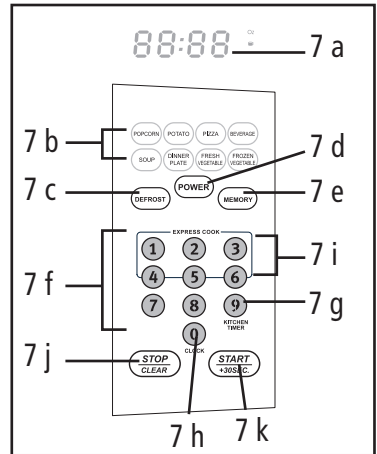 88:88 Oz
7 a
POPCORN POTATO PIZZA BEVERAGE
7 b
SOUP DINNER PLATE FRESH VEGETABLE FROZEN VEGETABLE
7 d
7 c
DEFROST POWER MEMORY
7 e
EXPRESS COOK
1 2 3
7 i
4 5 6
7 f
7 8 9
7 g
KITCHEN TIMER
0
CLOCK
7 j
STOP CLEAR
START +30SEC.
7 h
7 k